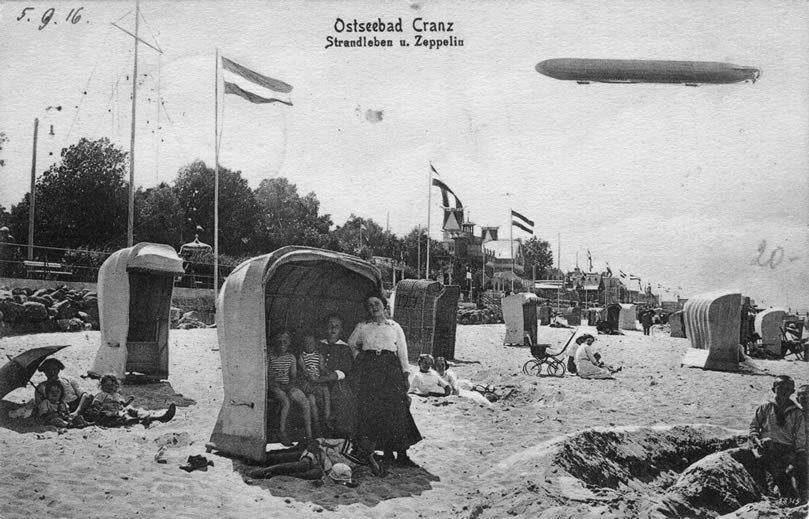 5. 9. 16.
Ostseebad Cranz
Strandleben u. Zeppelin
20.-